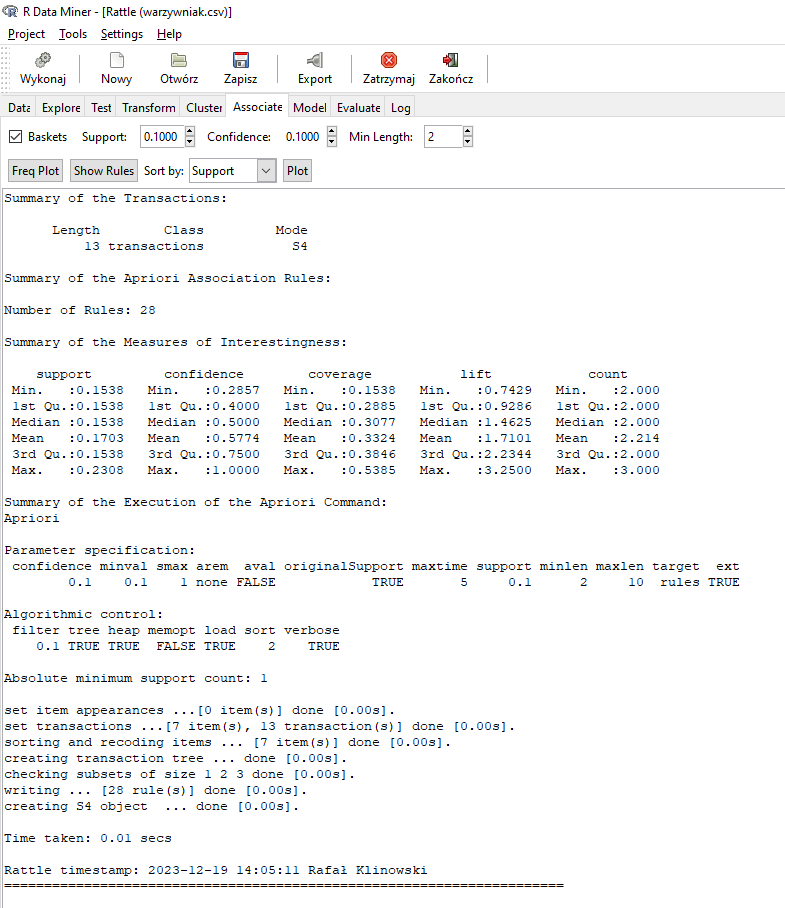 R Data Miner - [Rattle (warzywniak.csv)]
Project Tools Settings Help
Wykonaj Nowy Otwórz Zapisz Export Zatrzymaj Zakończ
Data Explore Test Transform Cluster Associate Model Evaluate Log
Baskets Support: 0.1000 Confidence: 0.1000 Min Length: 2
Freq Plot Show Rules Sort by: Support Plot
Summary of the Transactions:
Length Class Mode
13 transactions S4
Summary of the Apriori Association Rules:
Number of Rules: 28
Summary of the Measures of Interestingness:
support confidence coverage lift count
Min. :0.1538 Min. :0.2857 Min. :0.1538 Min. :0.7429 Min. :2.000
1st Qu.:0.1538 1st Qu.:0.4000 1st Qu.:0.2885 1st Qu.:0.9286 1st Qu.:2.000
Median :0.1538 Median :0.5000 Median :0.3077 Median :1.4625 Median :2.000
Mean :0.1703 Mean :0.5774 Mean :0.3324 Mean :1.7101 Mean :2.214
3rd Qu.:0.1538 3rd Qu.:0.7500 3rd Qu.:0.3846 3rd Qu.:2.2344 3rd Qu.:2.000
Max. :0.2308 Max. :1.0000 Max. :0.5385 Max. :3.2500 Max. :3.000
Summary of the Execution of the Apriori Command:
Apriori
Parameter specification:
confidence minval smax arem aval originalSupport maxtime support minlen maxlen target ext
0.1 0.1 1 none FALSE TRUE 5 0.1 2 10 rules TRUE
Algorithmic control:
filter tree heap memopt load sort verbose
0.1 TRUE TRUE FALSE TRUE 2 TRUE
Absolute minimum support count: 1
set item appearances ...[0 item(s)] done [0.00s].
set transactions ...[7 item(s), 13 transaction(s)] done [0.00s].
sorting and recoding items ... [7 item(s)] done [0.00s].
creating transaction tree ... done [0.00s].
checking subsets of size 1 2 3 done [0.00s].
writing ... [28 rule(s)] done [0.00s].
creating S4 object ... done [0.00s].
Time taken: 0.01 secs
Rattle timestamp: 2023-12-19 14:05:11 Rafał Klinowski
======================================================================